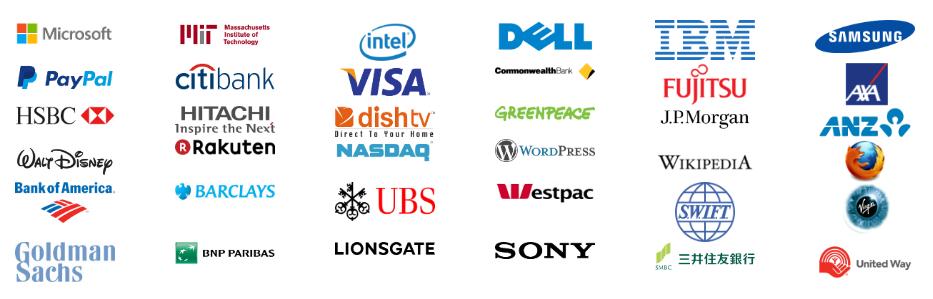 Microsoft
Massachusetts
Institute of
Technology
intel
DELL
IBM
SAMSUNG
PayPal
citibank
VISA
CommonwealthBank
FUJITSU
AXA
HSBC
HITACHI
Inspire the Next
dishtv
Direct To Your Home
GREENPEACE
J.P.Morgan
ANZ
WALT DISNEY
Rakuten
NASDAQ
WORDPRESS
WIKIPEDIA
Bank of America.
BARCLAYS
UBS
Westpac
SWIFT
Virgin
Goldman
Sachs
BNP PARIBAS
LIONSGATE
SONY
SMBC 三井住友銀行
United Way